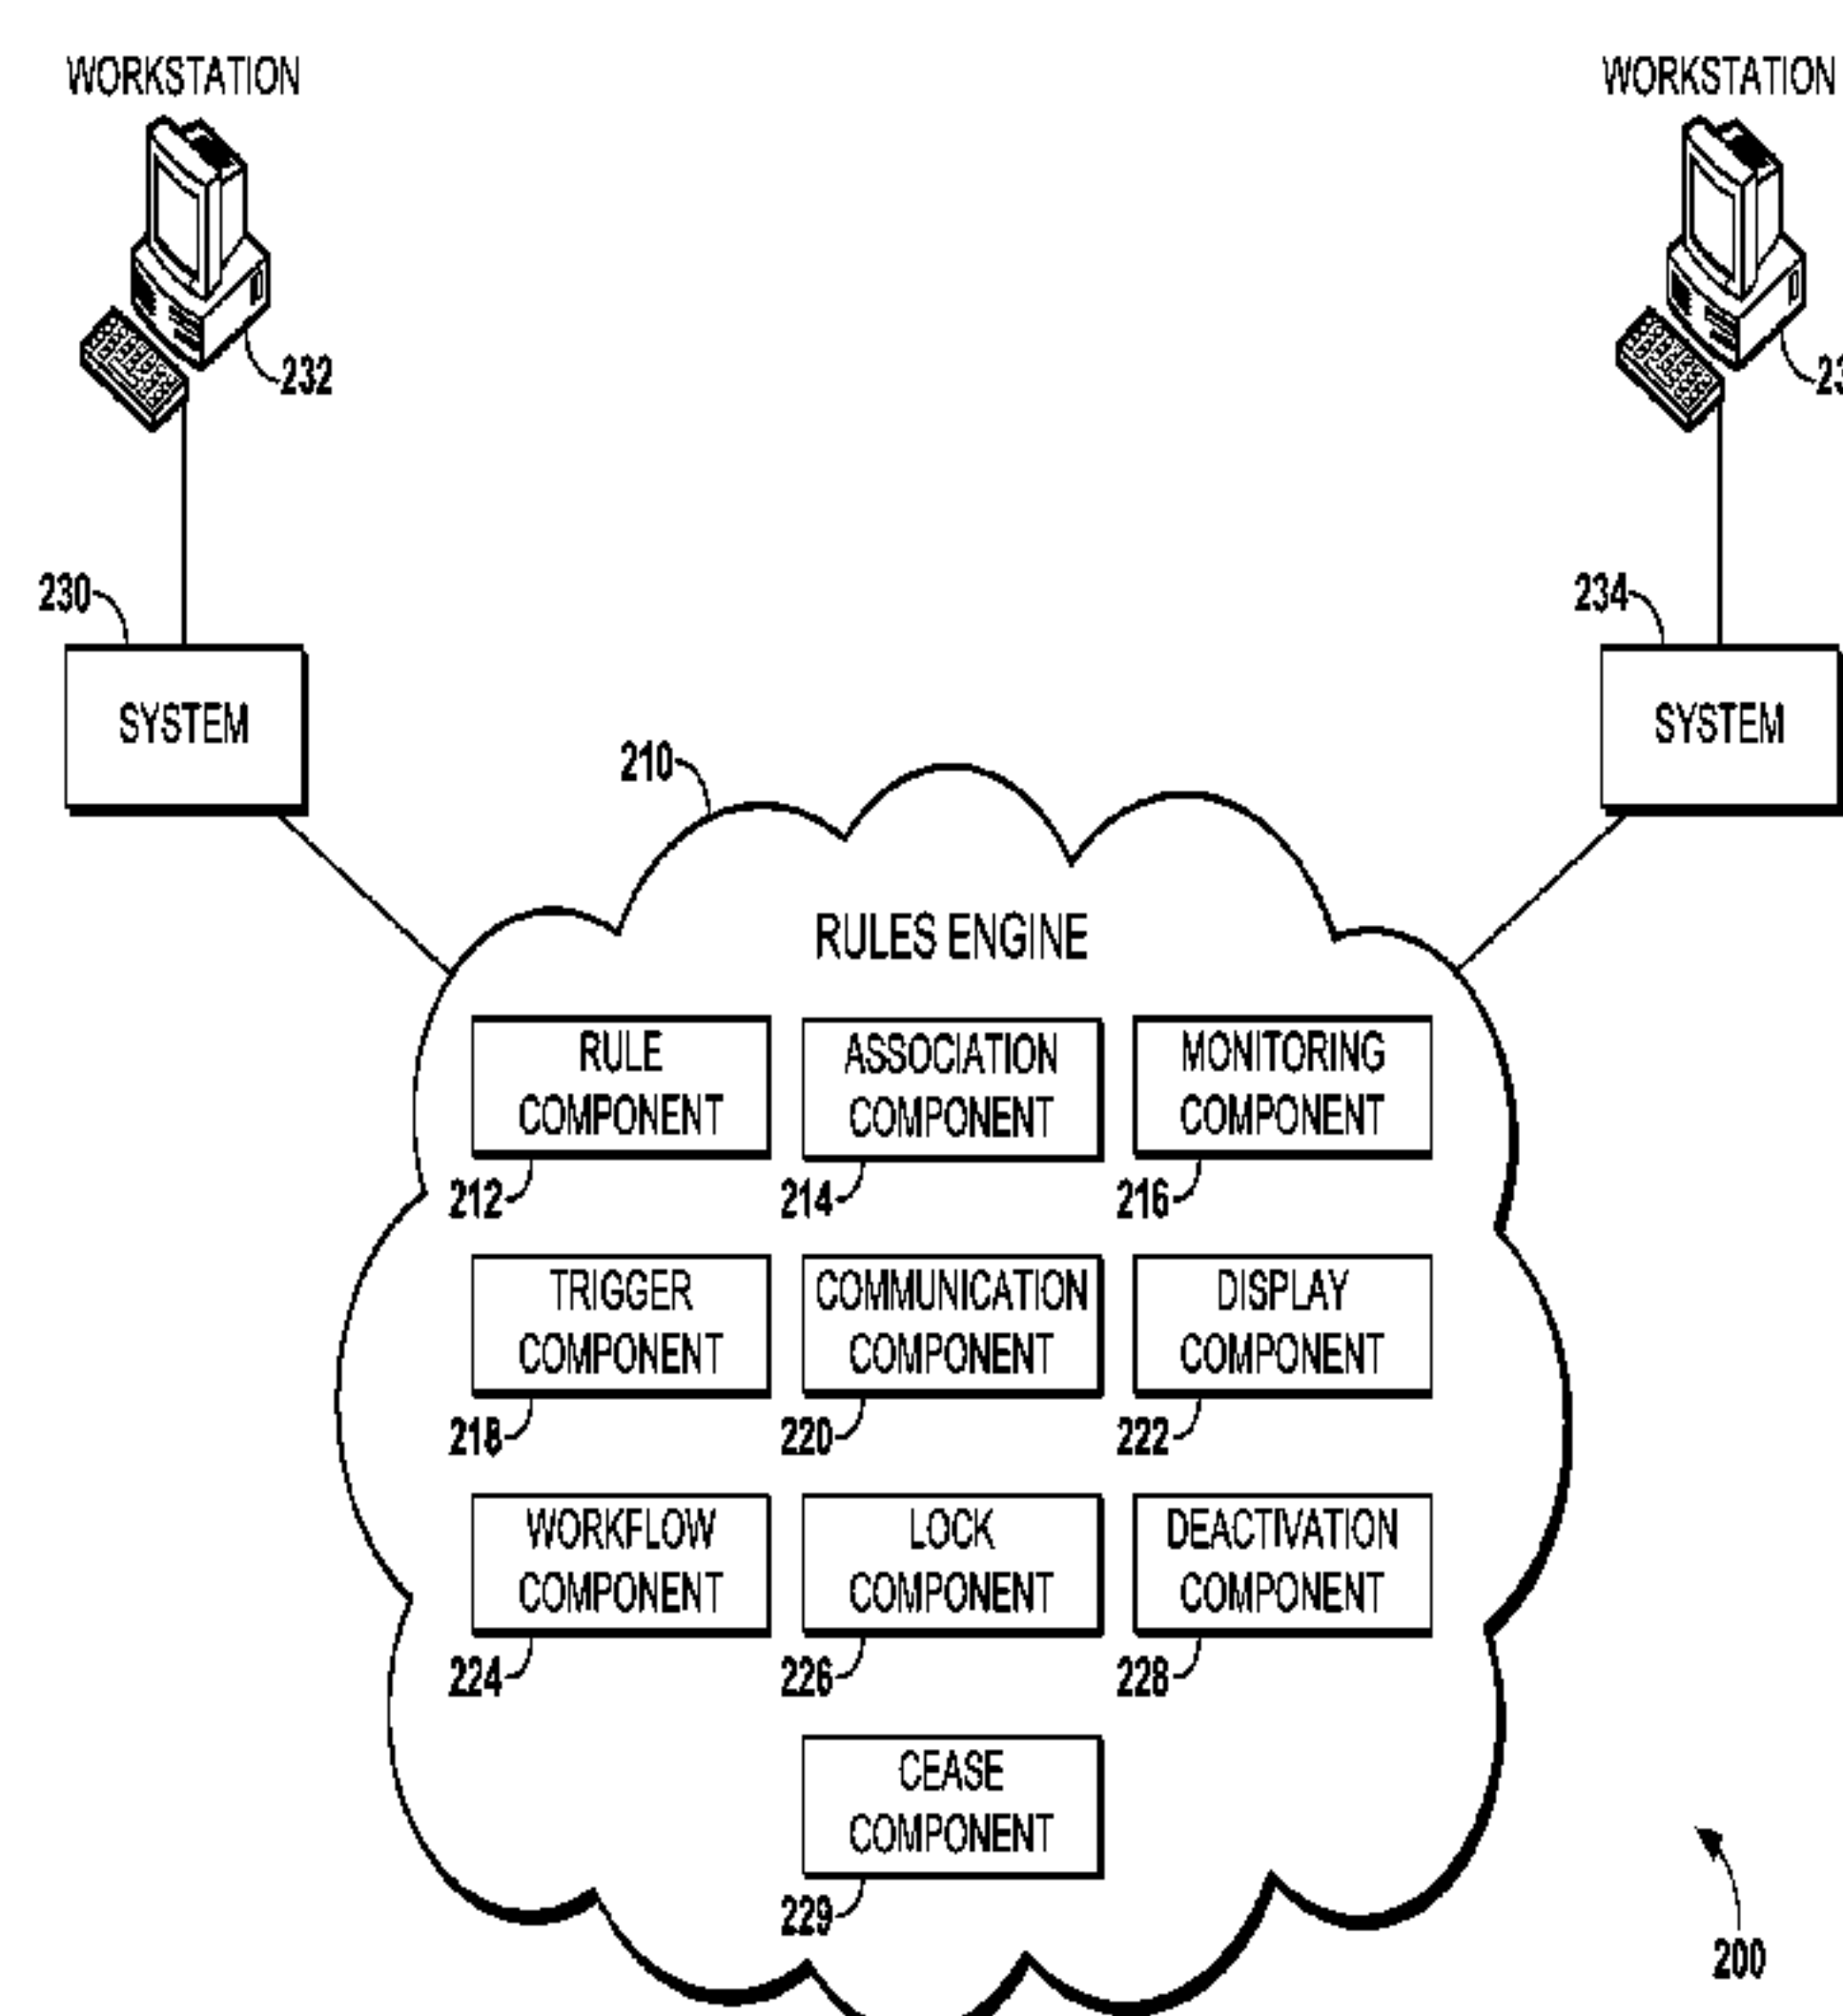 WORKSTATION
WORKSTATION
232
230
234
SYSTEM
SYSTEM
210
RULES ENGINE
RULE
COMPONENT
ASSOCIATION
COMPONENT
MONITORING
COMPONENT
212
214
216
TRIGGER
COMPONENT
COMMUNICATION
COMPONENT
DISPLAY
COMPONENT
218
220
222
WORKFLOW
COMPONENT
LOCK
COMPONENT
DEACTIVATION
COMPONENT
224
226
228
CEASE
COMPONENT
229
200